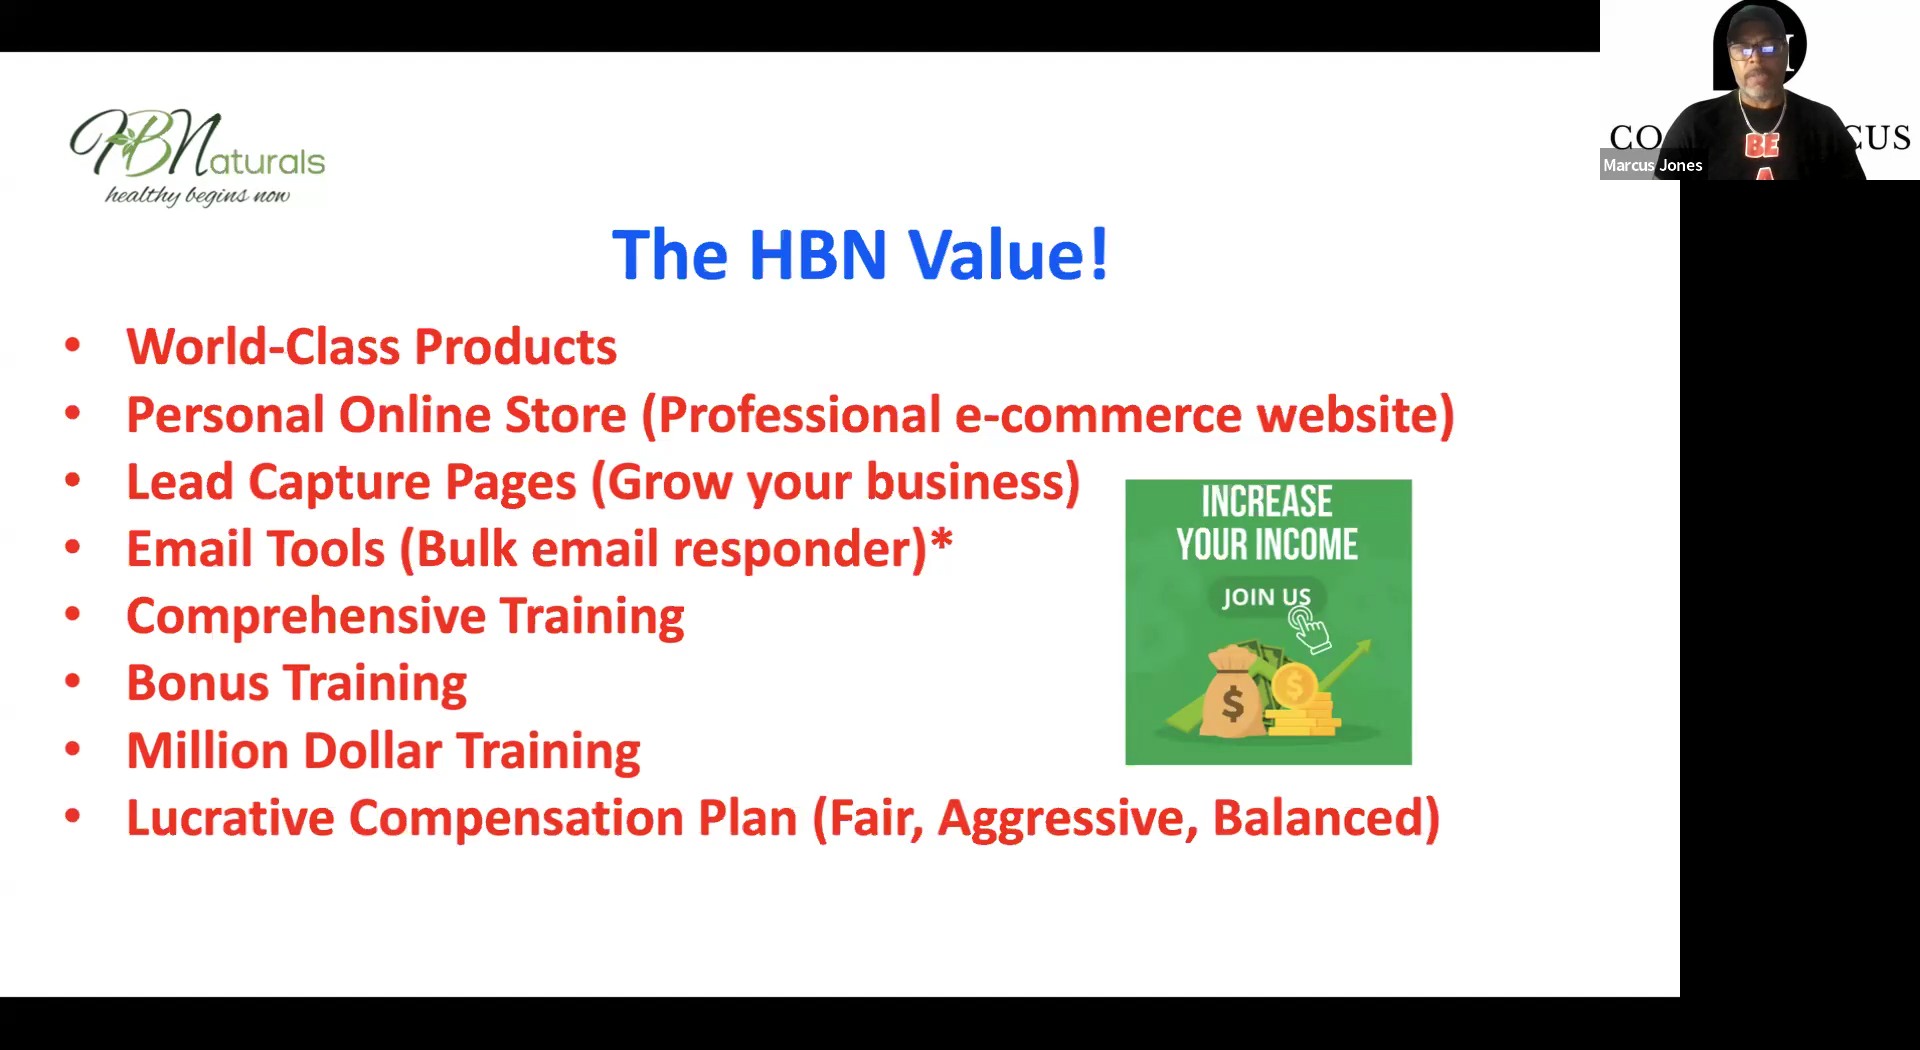 HBNaturals
healthy begins now
The HBN Value!
• World-Class Products
• Personal Online Store (Professional e-commerce website)
• Lead Capture Pages (Grow your business)
• Email Tools (Bulk email responder)*
• Comprehensive Training
• Bonus Training
• Million Dollar Training
• Lucrative Compensation Plan (Fair, Aggressive, Balanced)
INCREASE
YOUR INCOME
JOIN US
$ $
CO CUS
BE
A
Marcus Jones